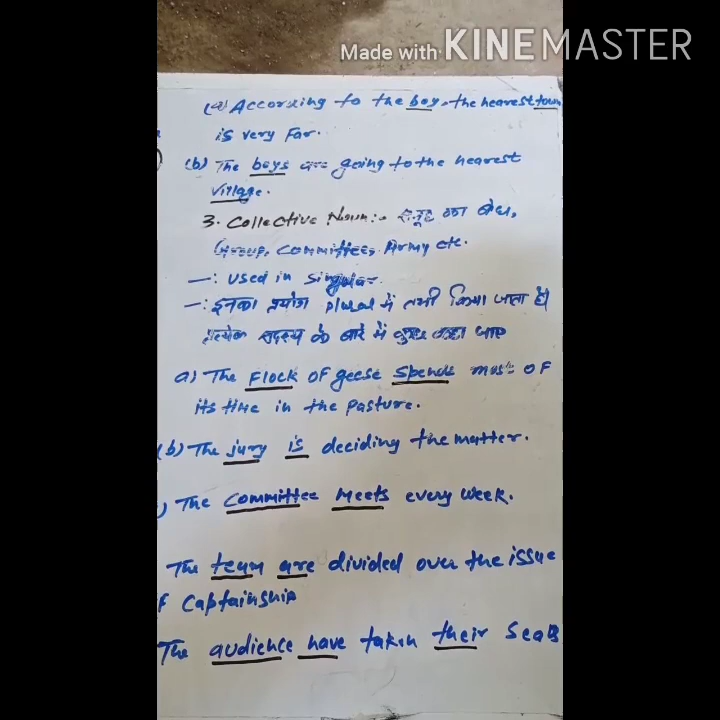 Made with KINEMASTER
(a) According to the boy, the nearest town
is very Far.
(b) The boys are going to the nearest
village.
3. Collective Noun:- समूह का बोध,
Group, Committee, Army etc.
—: Used in Singular
—: इनका प्रयोग plural में तभी किया जाता है।
प्रत्येक सदस्य के बारे में कुछ कहा जाए
a) The Flock of geese spends most of
its time in the pasture.
(b) The jury is deciding the matter.
) The Committee Meets every week.
The team are divided over the issue
f Captainship
The audience have taken their Seats